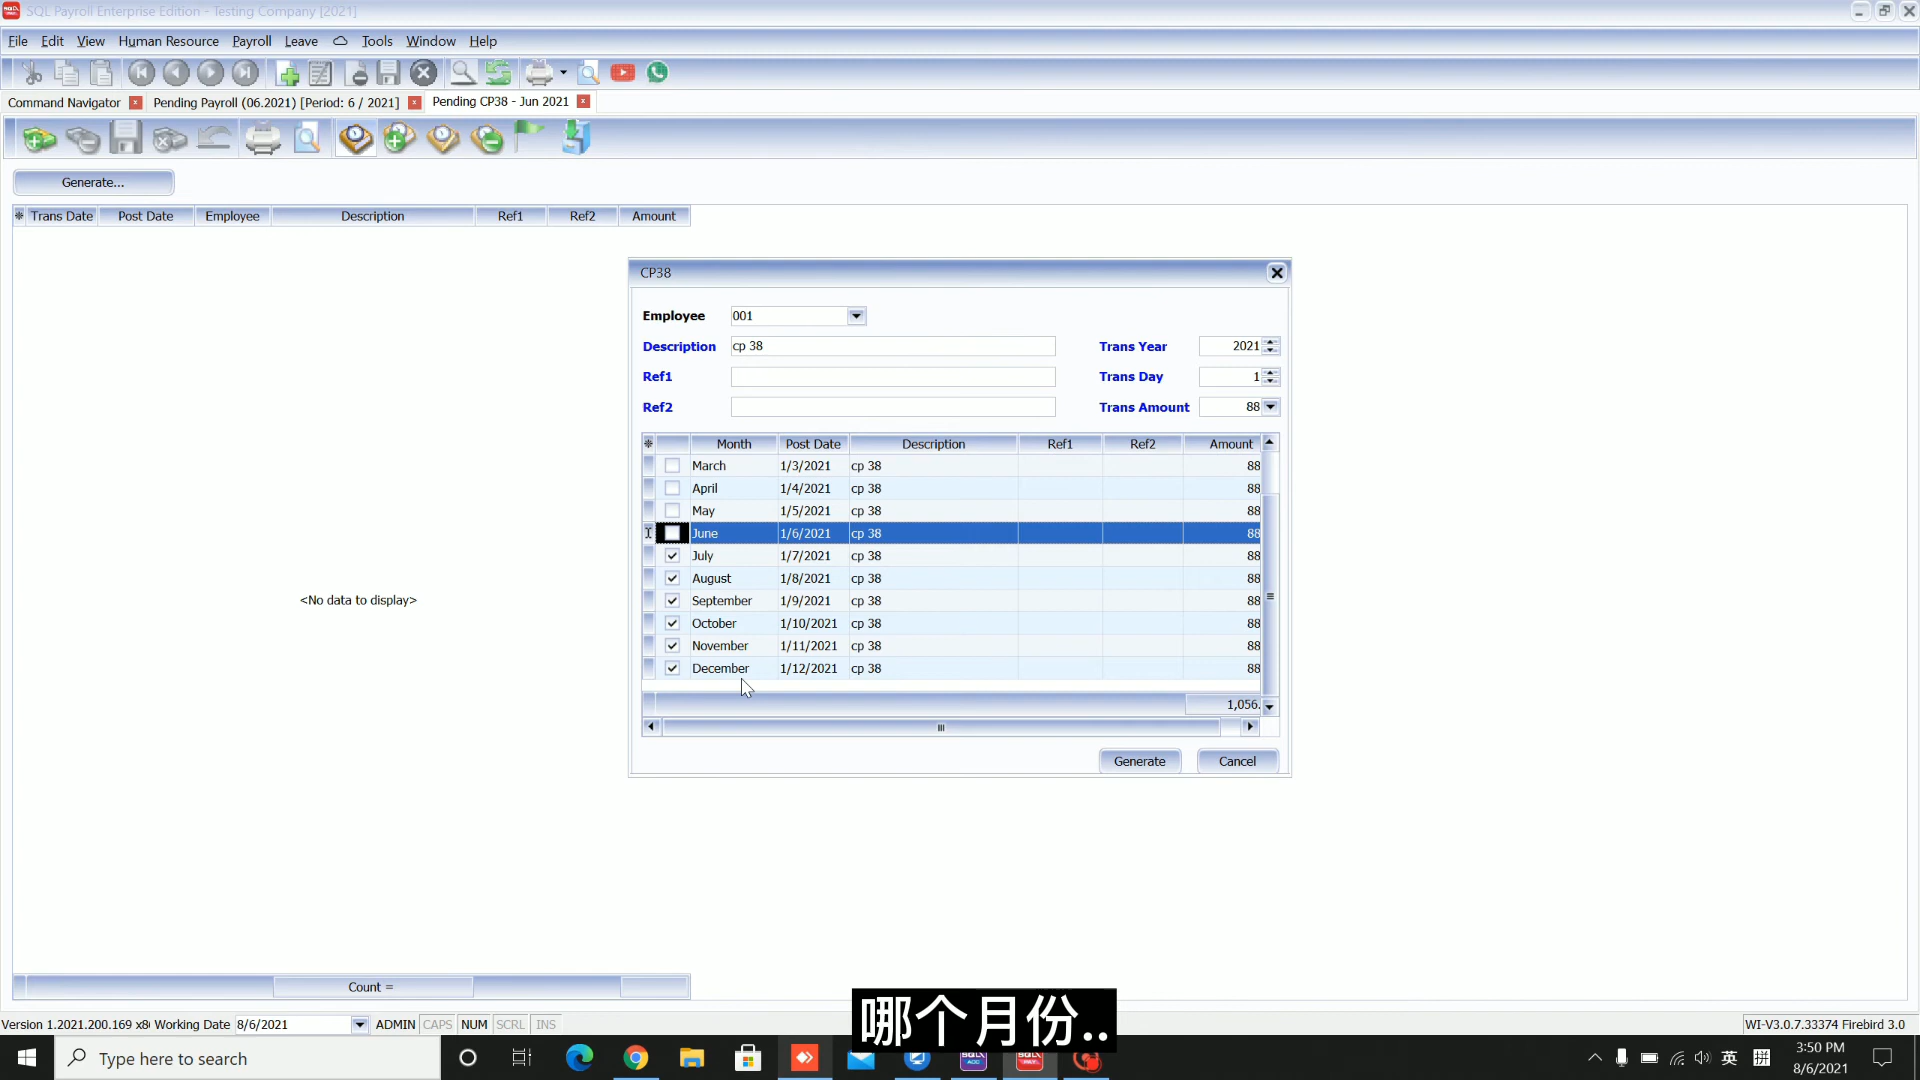 SQL Payroll Enterprise Edition - Testing Company [2021]
File Edit View Human Resource Payroll Leave Tools Window Help
Command Navigator Pending Payroll (06.2021) [Period: 6 / 2021] Pending CP38 - Jun 2021
Generate...
Trans Date Post Date Employee Description Ref1 Ref2 Amount
<No data to display>
Count =
CP38
Employee 001
Description cp 38 Trans Year 2021
Ref1 Trans Day 1
Ref2 Trans Amount 88
Month Post Date Description Ref1 Ref2 Amount
March 1/3/2021 cp 38 88
April 1/4/2021 cp 38 88
May 1/5/2021 cp 38 88
June 1/6/2021 cp 38 88
July 1/7/2021 cp 38 88
August 1/8/2021 cp 38 88
September 1/9/2021 cp 38 88
October 1/10/2021 cp 38 88
November 1/11/2021 cp 38 88
December 1/12/2021 cp 38 88
1,056.
Generate Cancel
哪个月份..
Version 1.2021.200.169 x8 Working Date 8/6/2021 ADMIN CAPS NUM SCRL INS WI-V3.0.7.33374 Firebird 3.0
Type here to search
英 拼
3:50 PM
8/6/2021